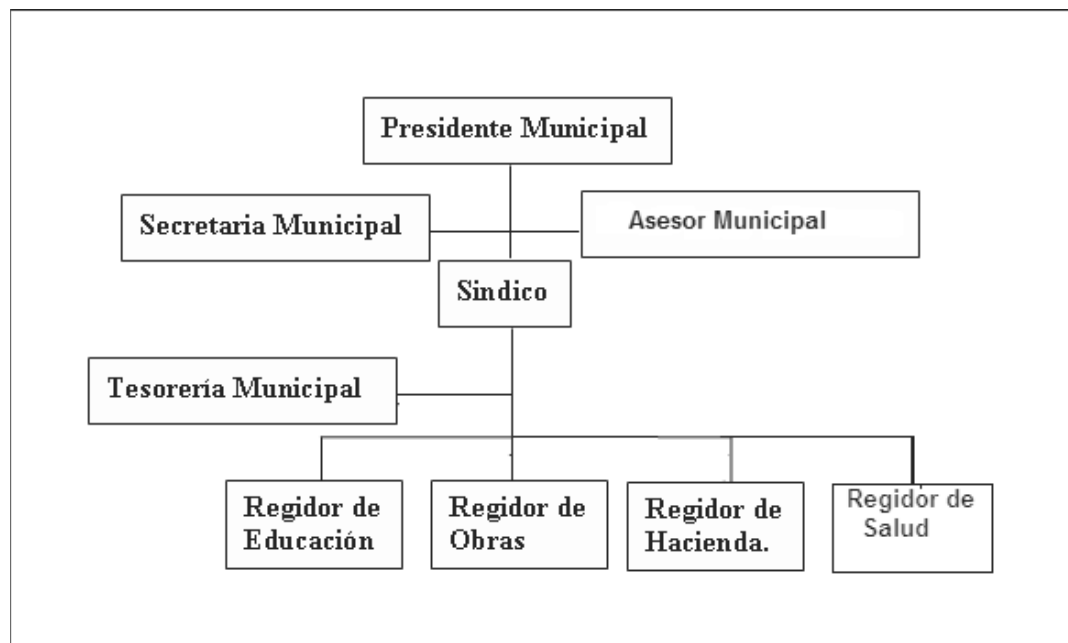 Presidente Municipal
Secretaria Municipal
Asesor Municipal
Sindico
Tesorería Municipal
Regidor de
Educación
Regidor de
Obras
Regidor de
Hacienda.
Regidor de
Salud